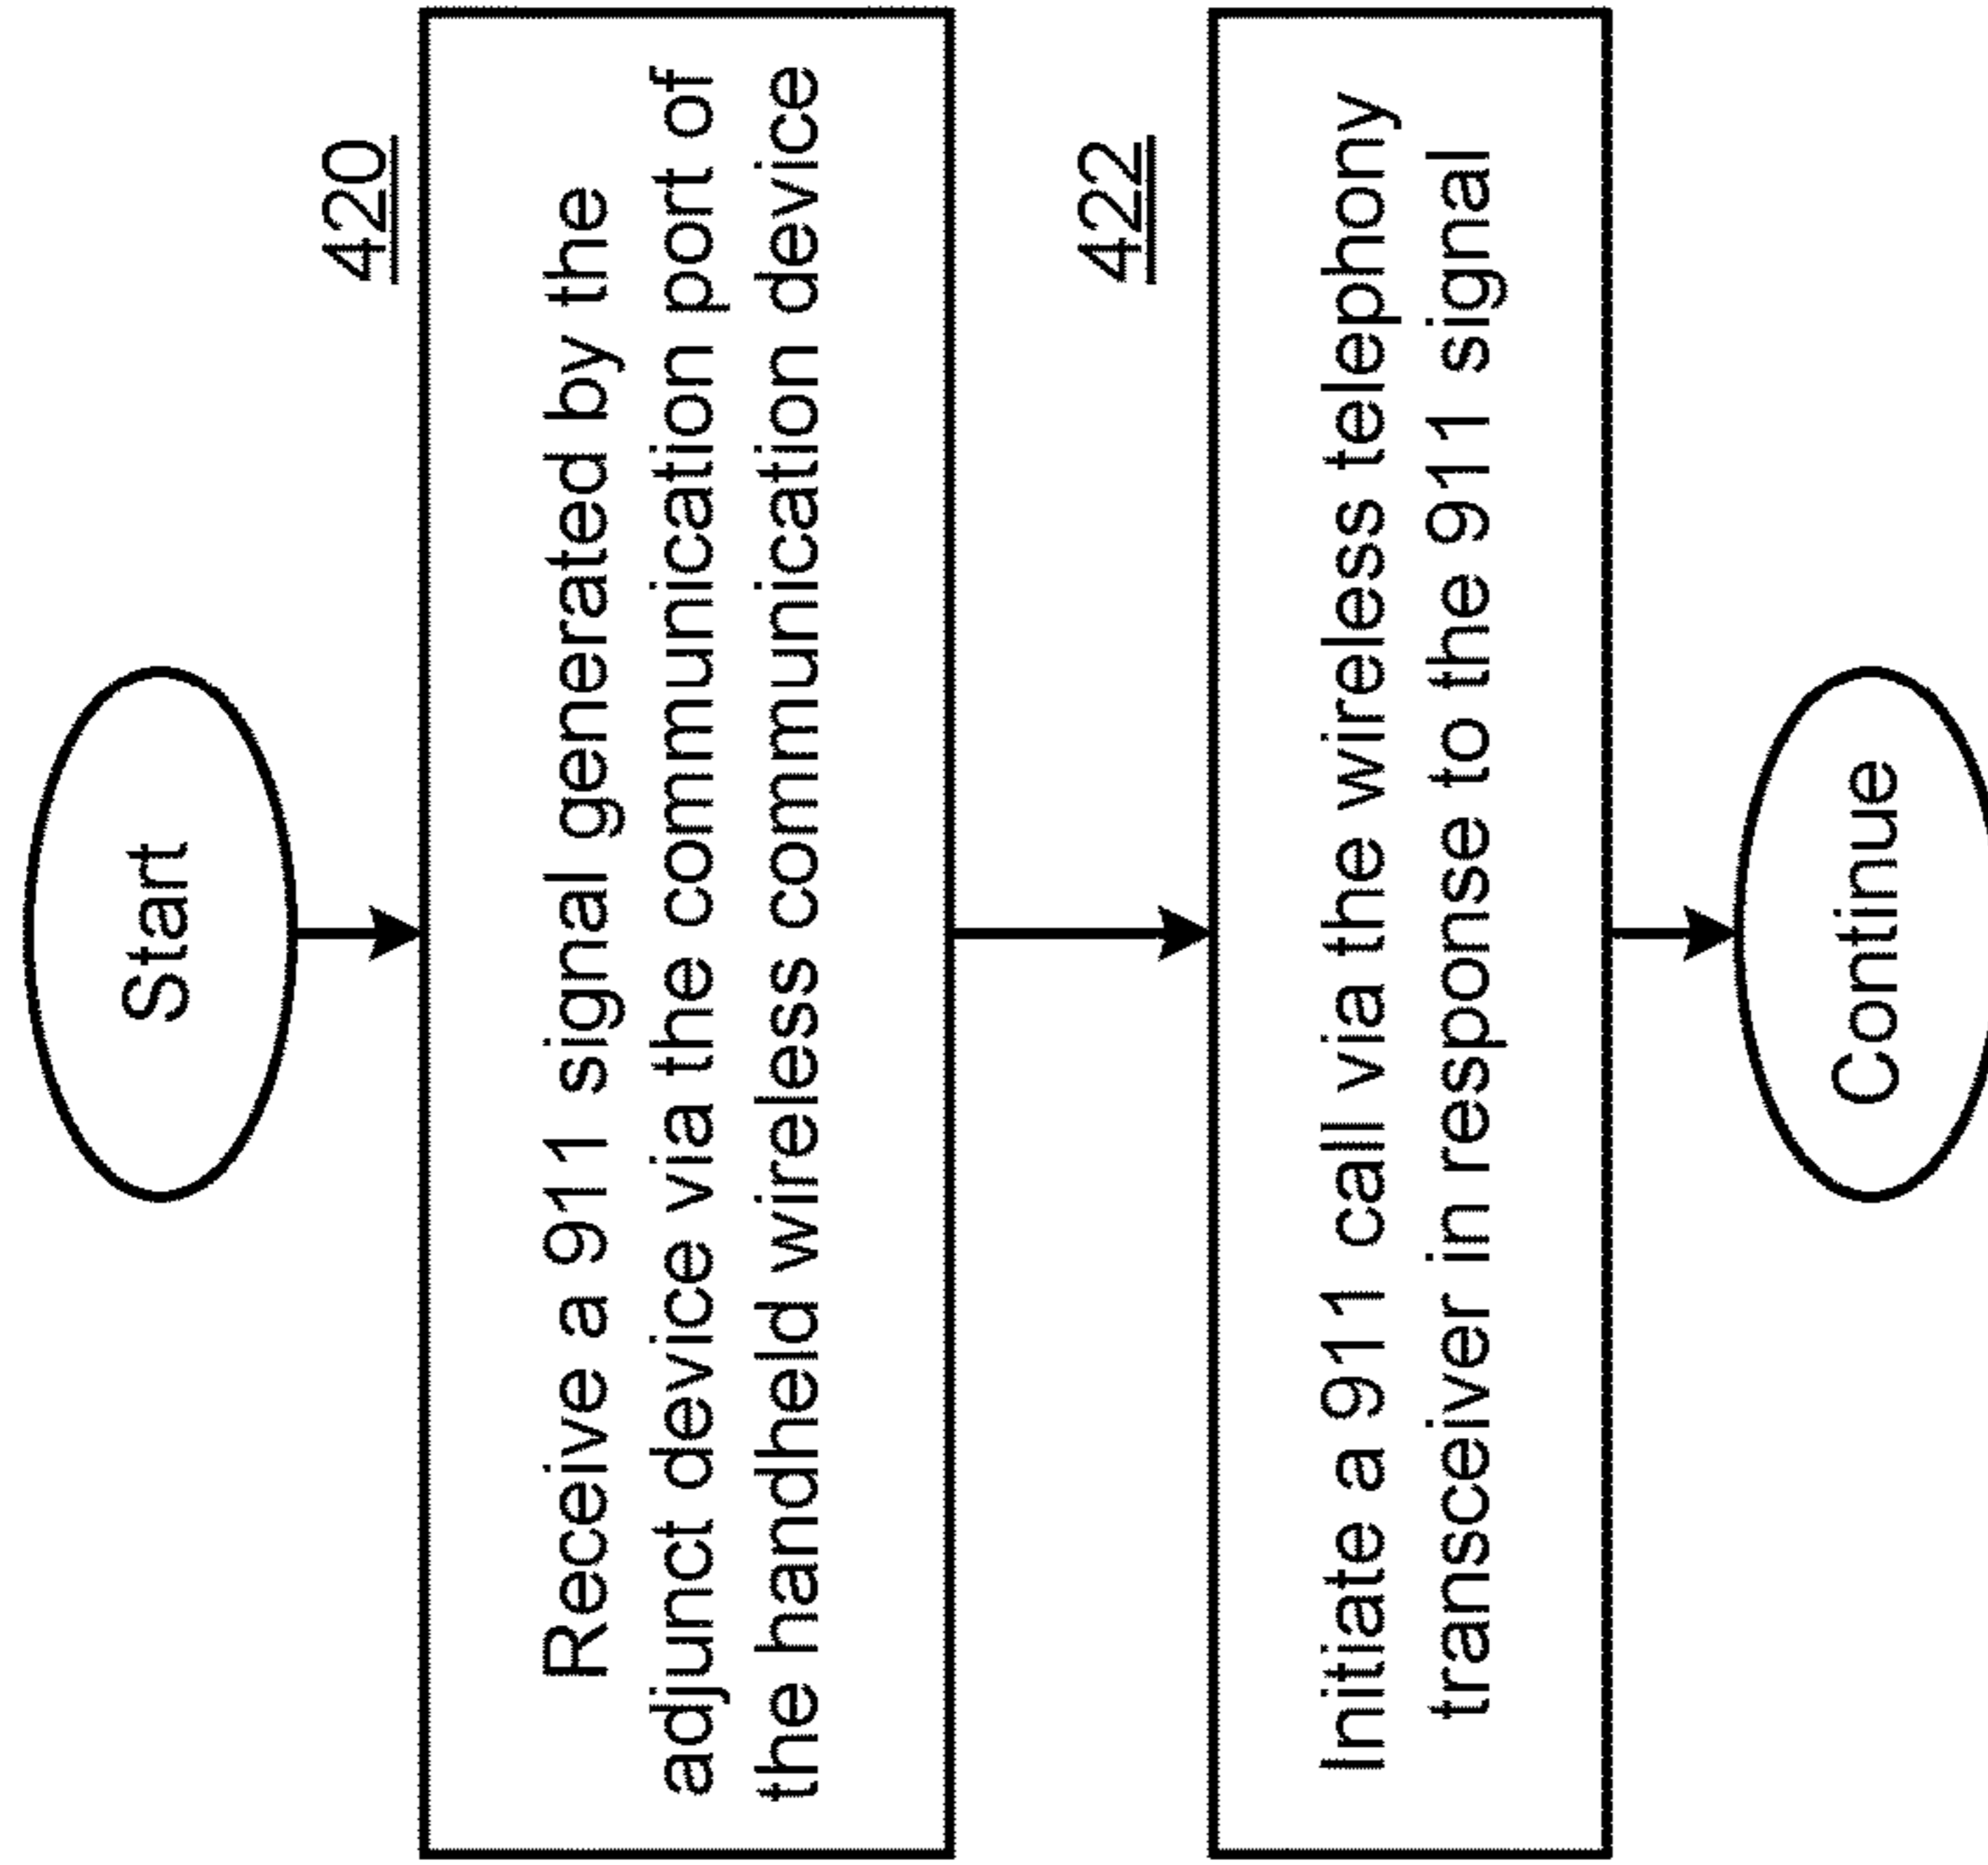 Start
420
Receive a 911 signal generated by the
adjunct device via the communication port of
the handheld wireless communication device
422
Initiate a 911 call via the wireless telephony
transceiver in response to the 911 signal
Continue